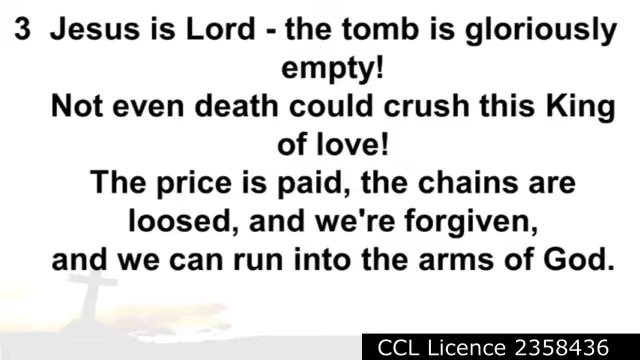 3 Jesus is Lord - the tomb is gloriously
empty!
Not even death could crush this King
of love!
The price is paid, the chains are
loosed, and we're forgiven,
and we can run into the arms of God.
CCL Licence 2358436